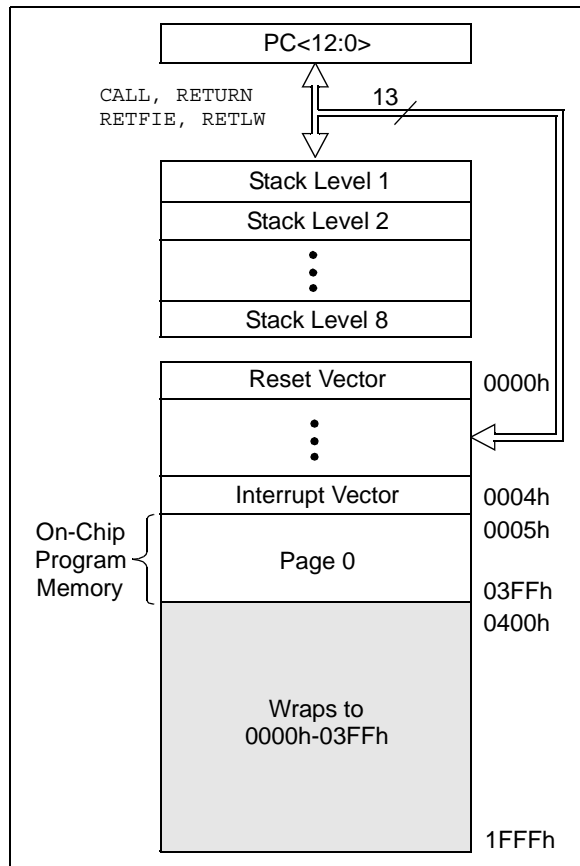 PC<12:0>
CALL, RETURN
RETFIE, RETLW
13
Stack Level 1
Stack Level 2
Stack Level 8
Reset Vector
0000h
Interrupt Vector
0004h
On-Chip
Program
Memory
0005h
Page 0
03FFh
0400h
Wraps to
0000h-03FFh
1FFFh